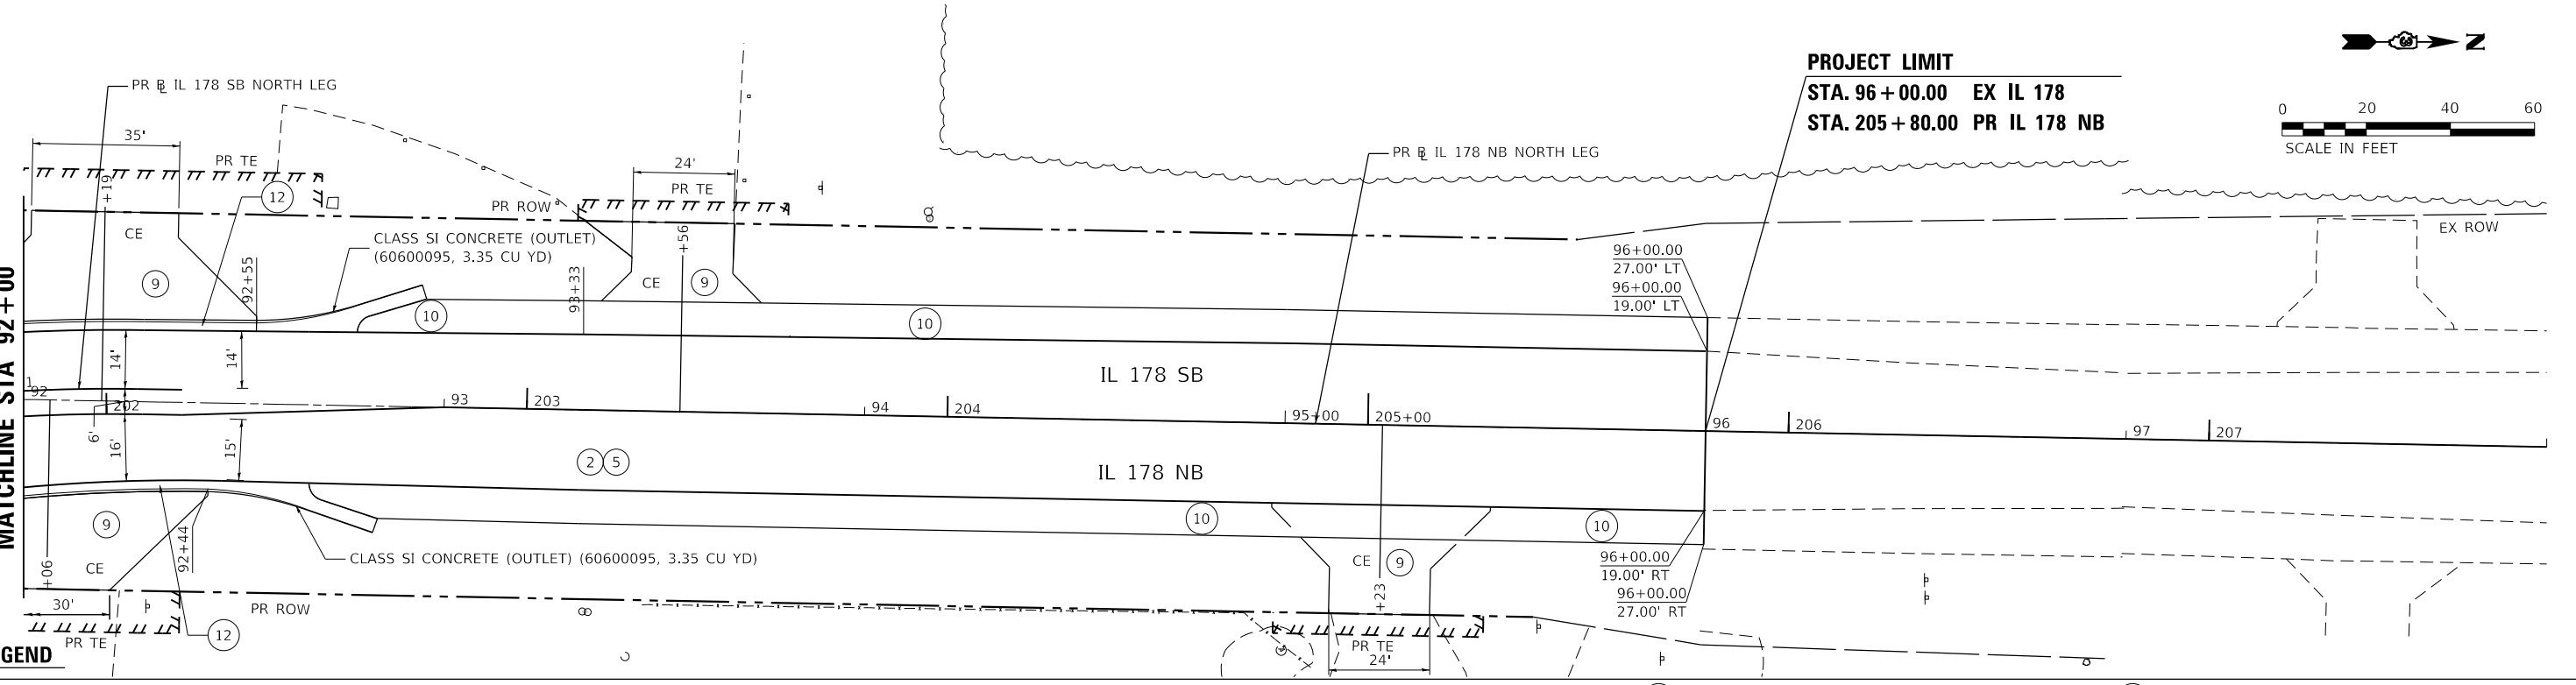 PR BL IL 178 SB NORTH LEG
PROJECT LIMIT
STA. 96+00.00 EX IL 178
STA. 205+80.00 PR IL 178 NB
N
0 20 40 60
SCALE IN FEET
35'
PR TE
+19
12
24'
PR TE
PR BL IL 178 NB NORTH LEG
PR ROW
CE
9
92+55
CLASS SI CONCRETE (OUTLET)
(60600095, 3.35 CU YD)
93+33
+56
CE
9
EX ROW
96+00.00
27.00' LT
96+00.00
19.00' LT
10
10
MATCHLINE STA 92+00
14'
14'
IL 178 SB
1
92
202
93
203
94
204
95+00
205+00
96
206
97
207
6'
16'
15'
2
5
IL 178 NB
9
10
10
CE
92+44
+06
CLASS SI CONCRETE (OUTLET) (60600095, 3.35 CU YD)
CE
9
+23
96+00.00
19.00' RT
96+00.00
27.00' RT
30'
PR ROW
PR TE
12
PR TE
24'
GEND